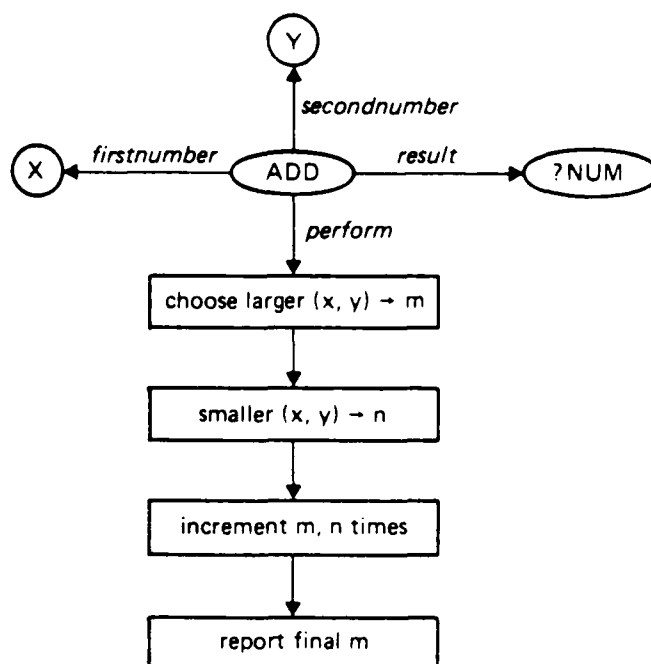 Y
secondnumber
firstnumber
result
X
ADD
?NUM
perform
choose larger (x, y) → m
smaller (x, y) → n
increment m, n times
report final m